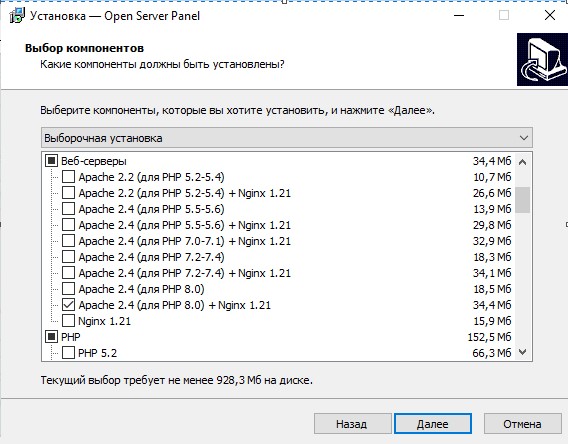 Установка — Open Server Panel
Выбор компонентов
Какие компоненты должны быть установлены?
Выберите компоненты, которые вы хотите установить, и нажмите «Далее».
Выборочная установка
Веб-серверы 34,4 Мб
Apache 2.2 (для PHP 5.2-5.4) 10,7 Мб
Apache 2.2 (для PHP 5.2-5.4) + Nginx 1.21 26,6 Мб
Apache 2.4 (для PHP 5.5-5.6) 13,9 Мб
Apache 2.4 (для PHP 5.5-5.6) + Nginx 1.21 29,8 Мб
Apache 2.4 (для PHP 7.0-7.1) + Nginx 1.21 32,9 Мб
Apache 2.4 (для PHP 7.2-7.4) 18,3 Мб
Apache 2.4 (для PHP 7.2-7.4) + Nginx 1.21 34,1 Мб
Apache 2.4 (для PHP 8.0) 18,5 Мб
Apache 2.4 (для PHP 8.0) + Nginx 1.21 34,4 Мб
Nginx 1.21 15,9 Мб
PHP 152,5 Мб
PHP 5.2 66,3 Мб
Текущий выбор требует не менее 928,3 Мб на диске.
Назад Далее Отмена